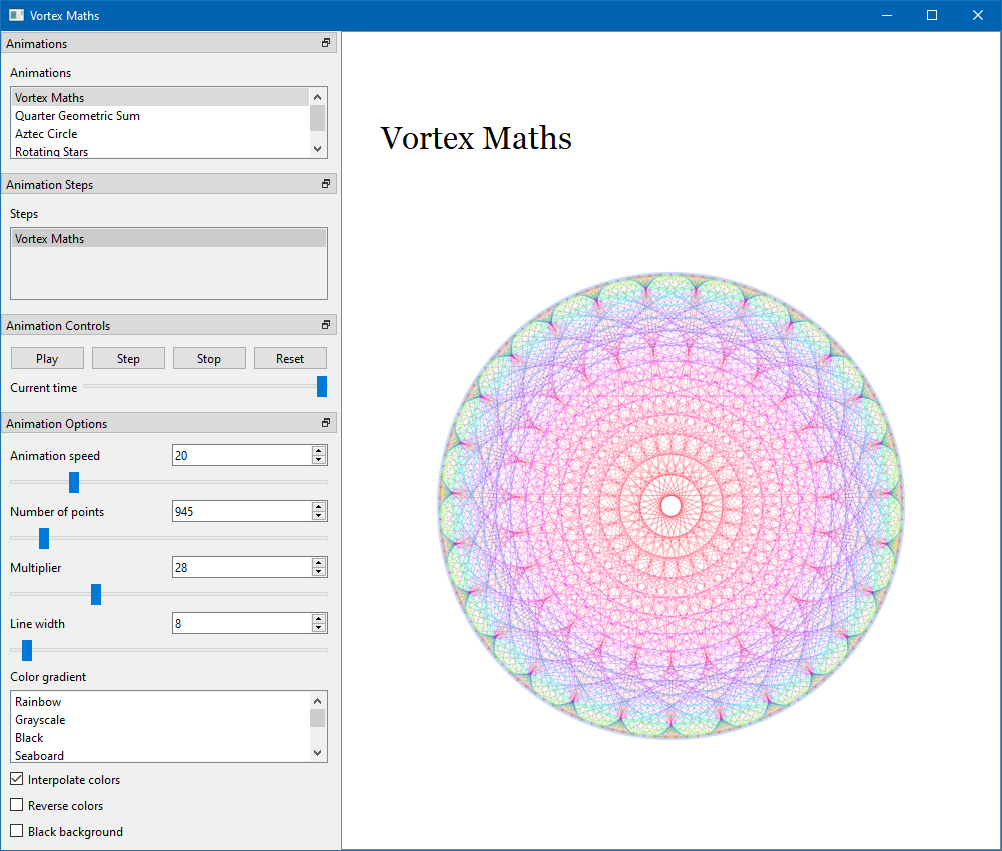 Vortex Maths
Animations
Animations
Vortex Maths
Quarter Geometric Sum
Aztec Circle
Rotating Stars
Animation Steps
Steps
Vortex Maths
Animation Controls
Play Step Stop Reset
Current time
Animation Options
Animation speed 20
Number of points 945
Multiplier 28
Line width 8
Color gradient
Rainbow
Grayscale
Black
Seaboard
Interpolate colors
Reverse colors
Black background
Vortex Maths